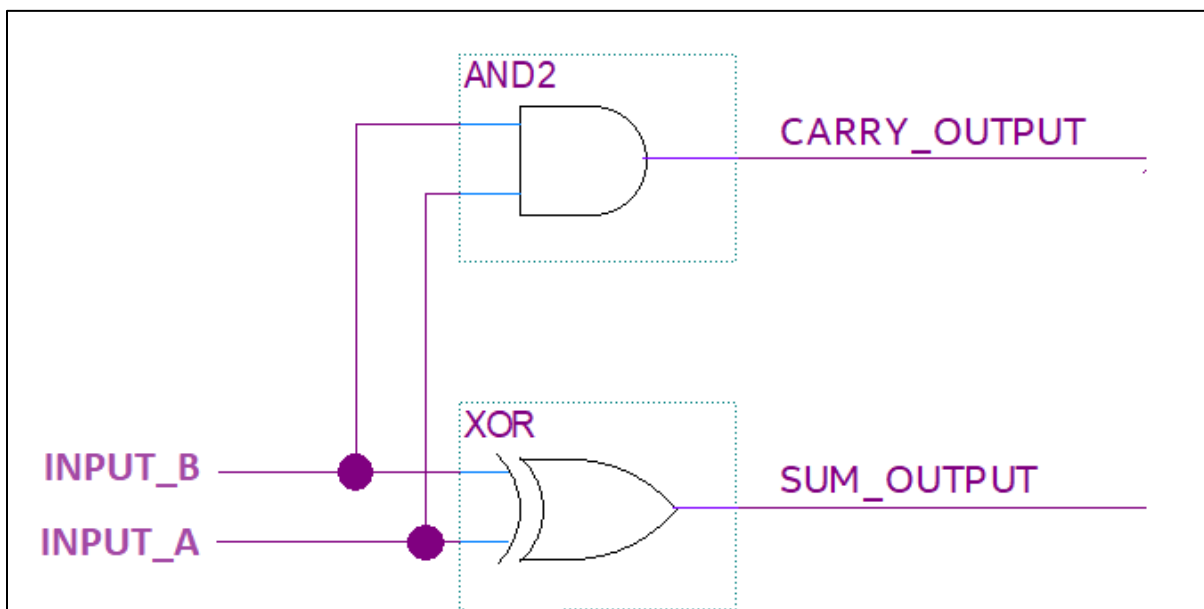 AND2
CARRY_OUTPUT
XOR
INPUT_B
SUM_OUTPUT
INPUT_A